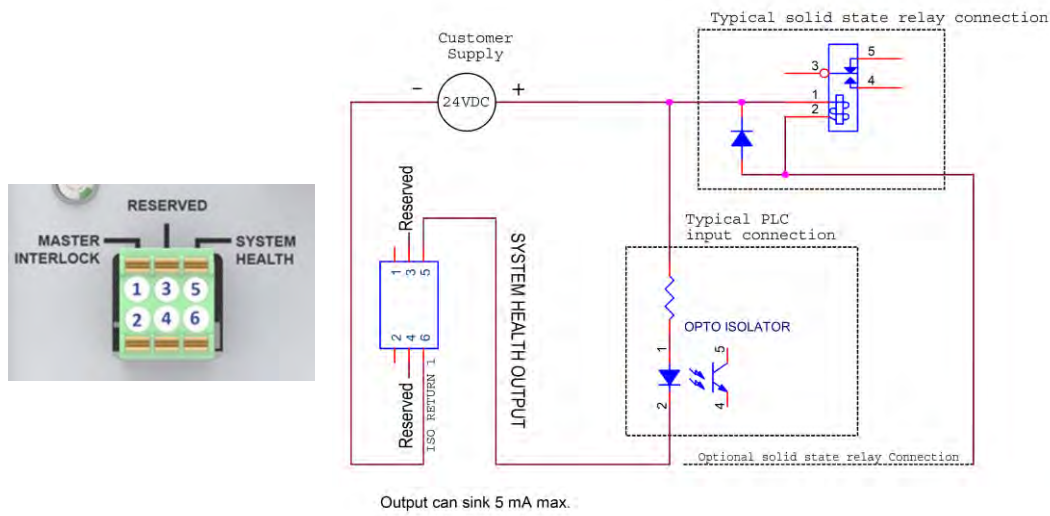 RESERVED
MASTER
INTERLOCK
SYSTEM
HEALTH
1 3 5
2 4 6
Customer
Supply
- 24VDC +
Typical solid state relay connection
3
5
4
1
2
Reserved
1 3 5
2 4 6
Reserved
ISO RETURN 1
SYSTEM HEALTH OUTPUT
Typical PLC
input connection
OPTO ISOLATOR
1
5
2
4
Optional solid state relay Connection
Output can sink 5 mA max.